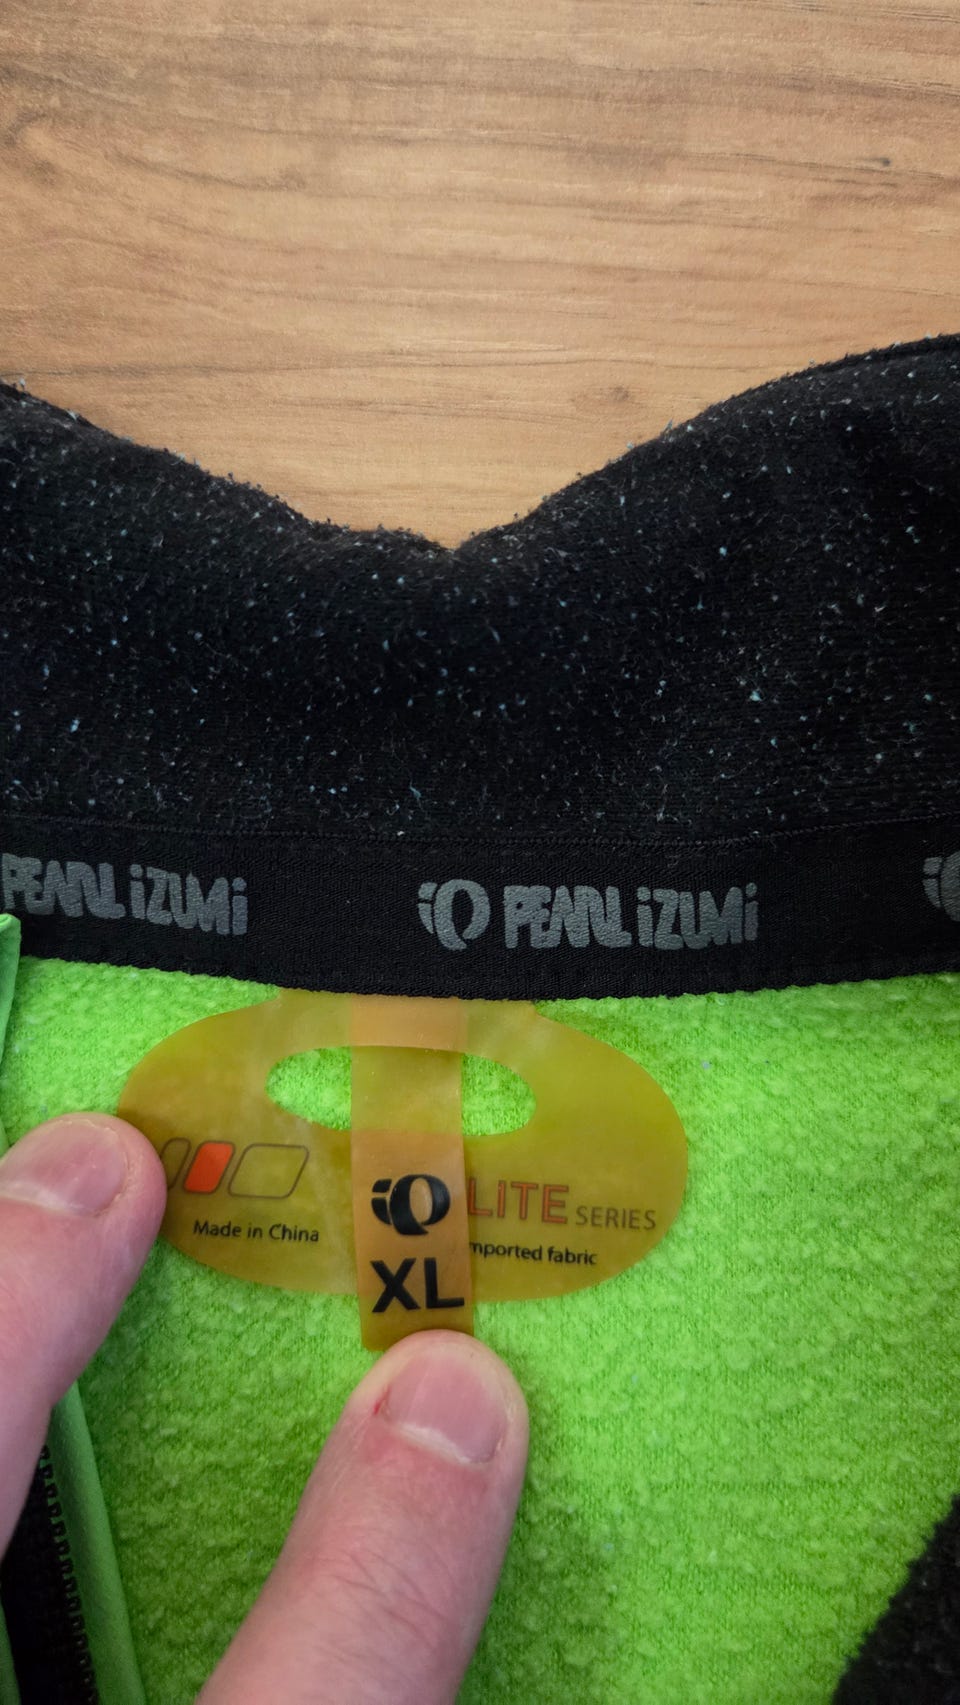 PEARL iZUMi
PEARL iZUMi
LITE SERIES
Made in China
mported fabric
XL